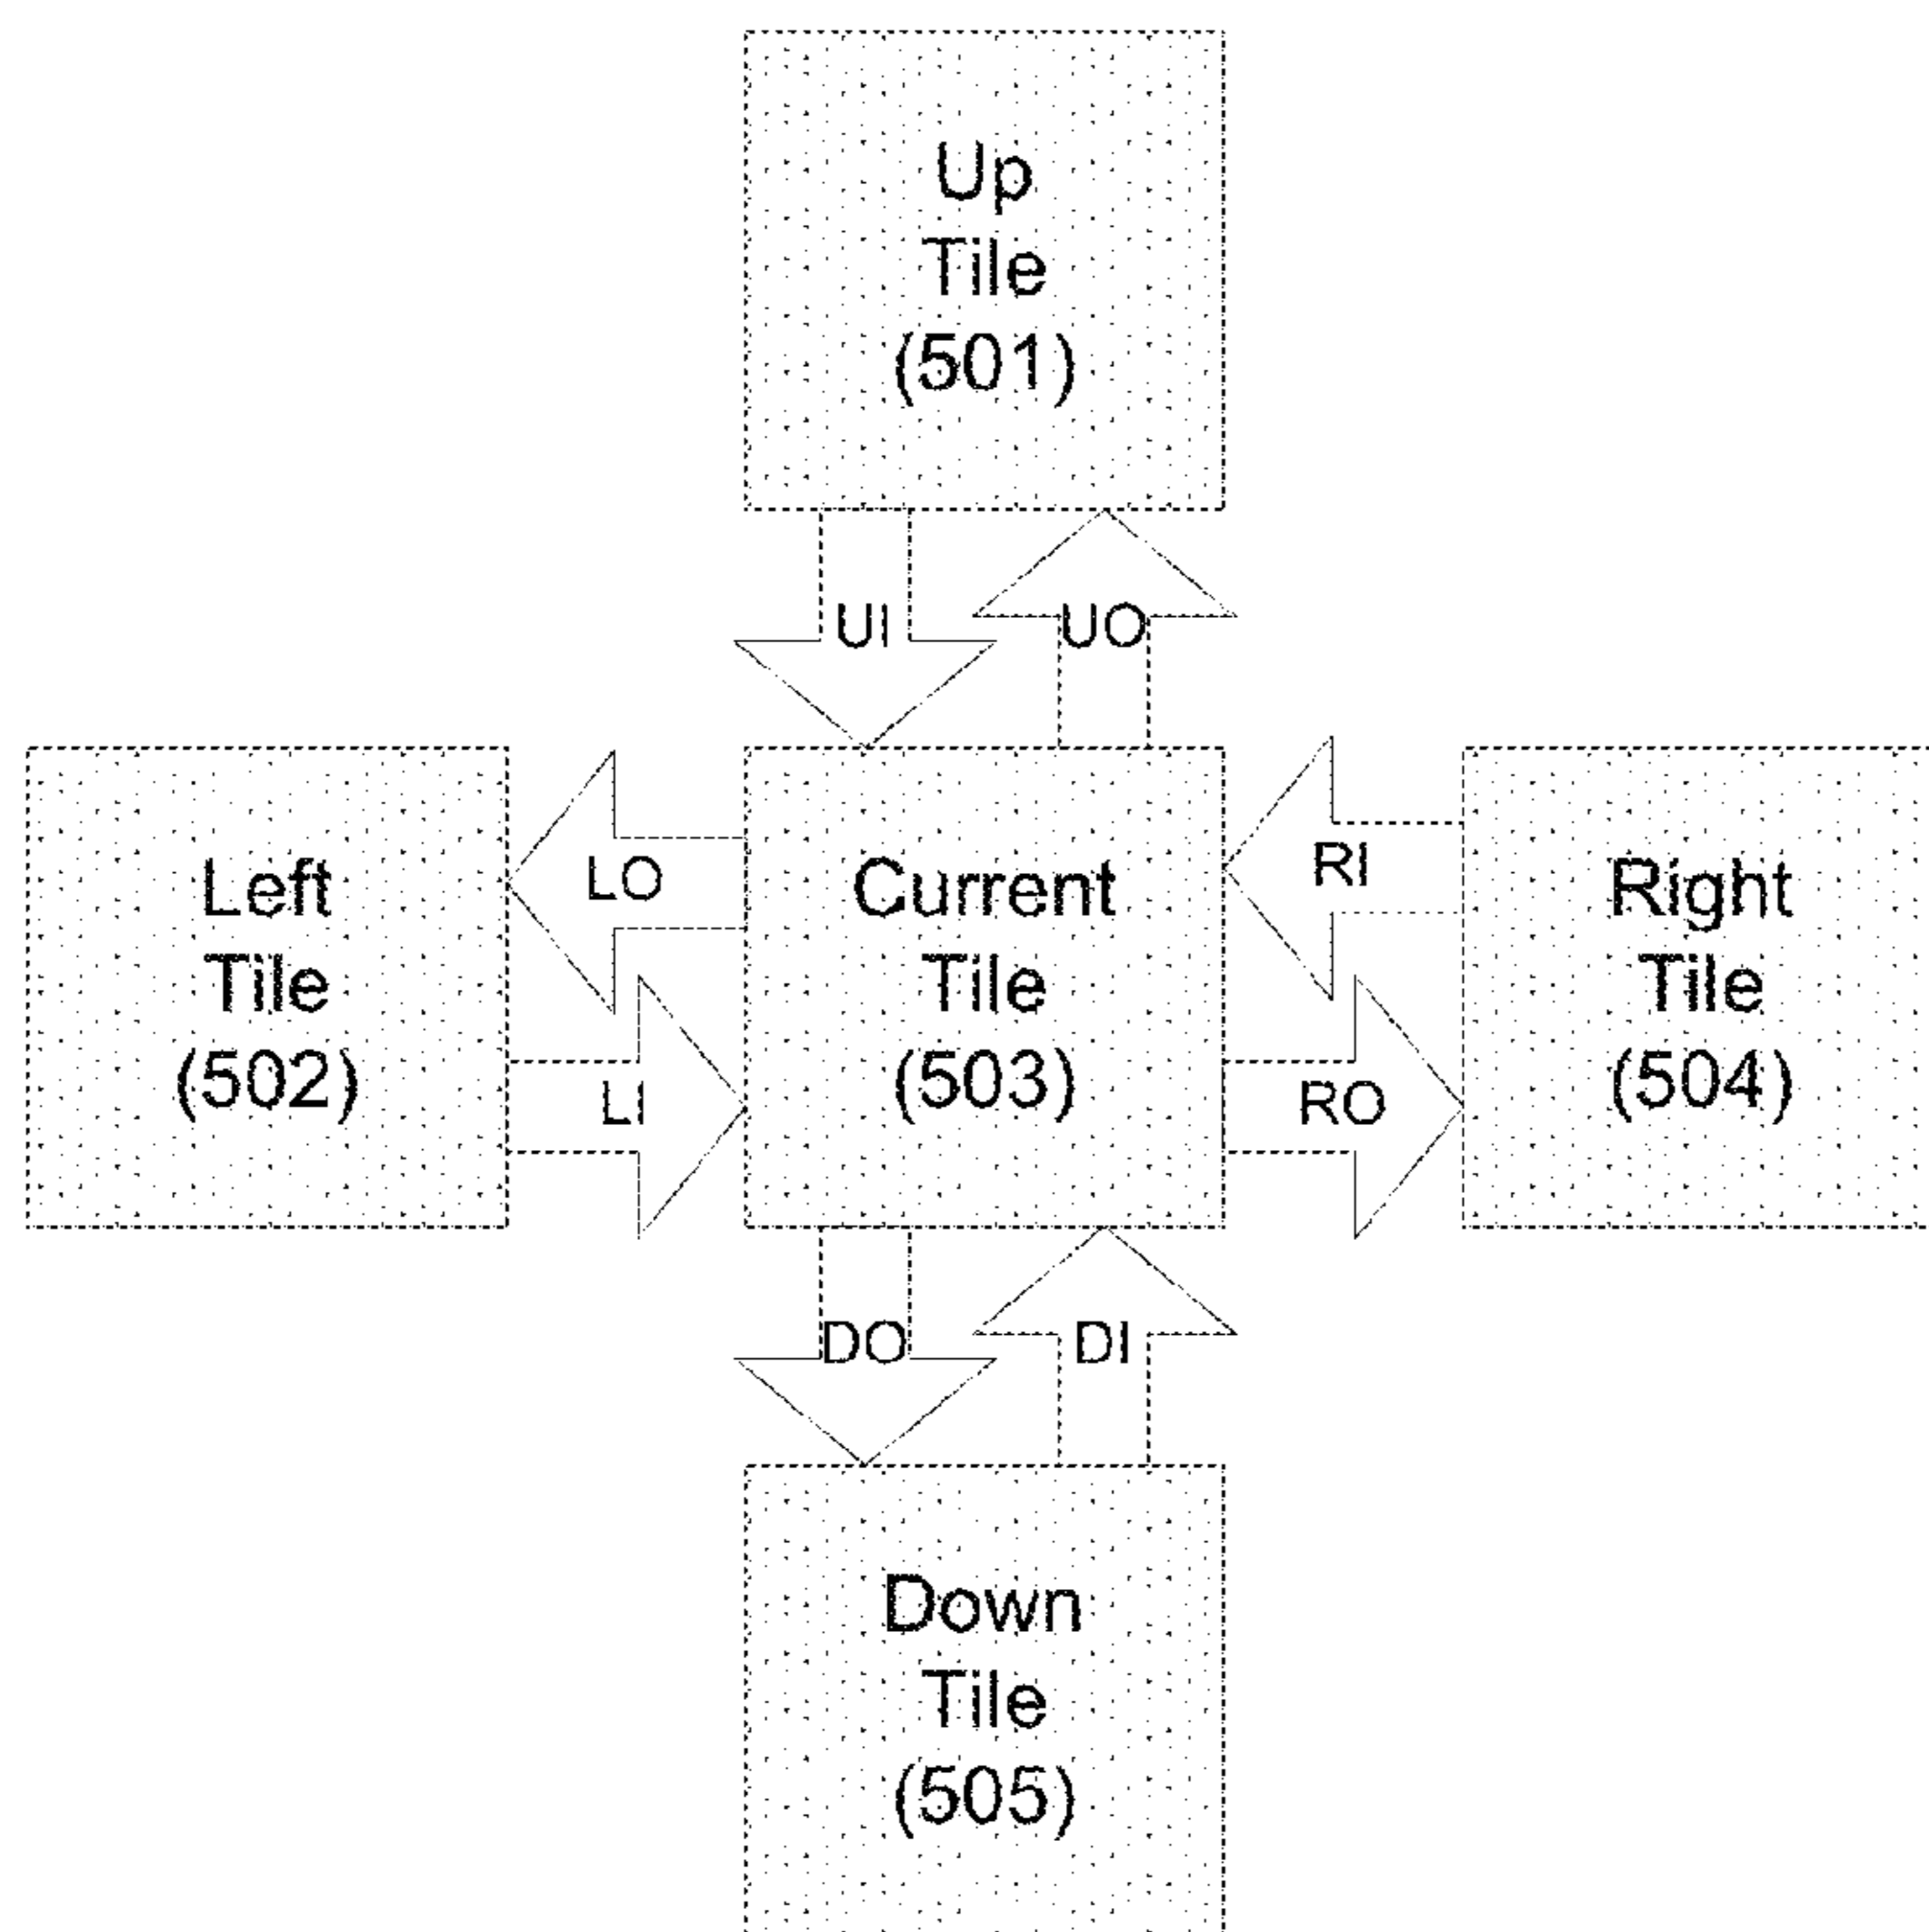 Up
Tile
(501)
UI
UO
Left
Tile
(502)
LO
LI
Current
Tile
(503)
RI
RO
Right
Tile
(504)
DO
DI
Down
Tile
(505)